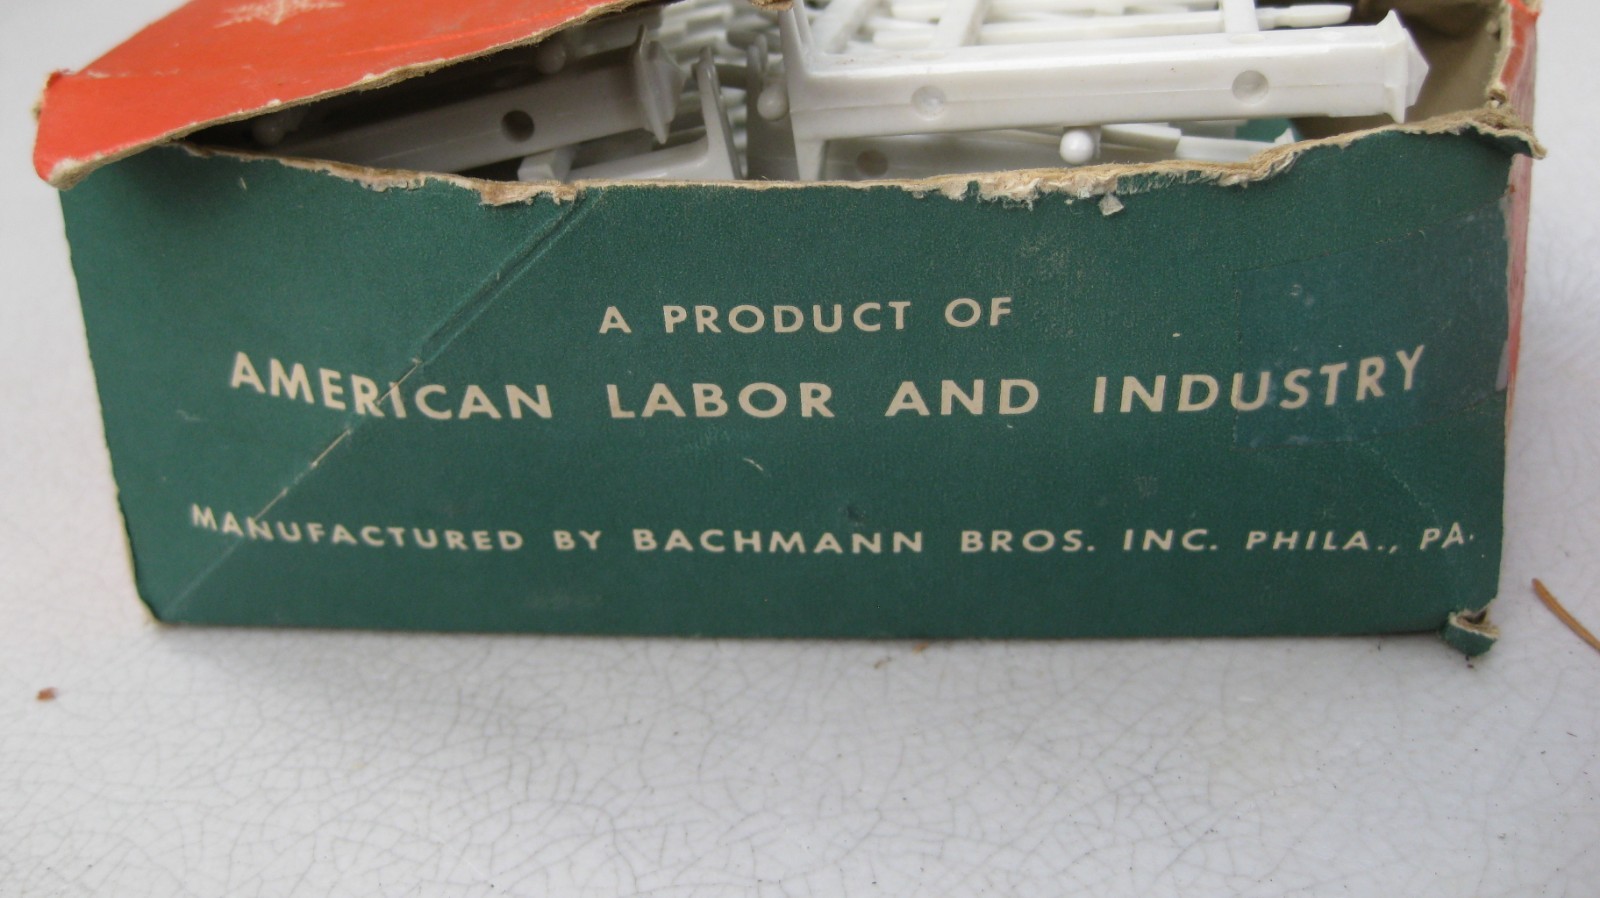 A PRODUCT OF
AMERICAN LABOR AND INDUSTRY
MANUFACTURED BY BACHMANN BROS. INC. PHILA., PA.